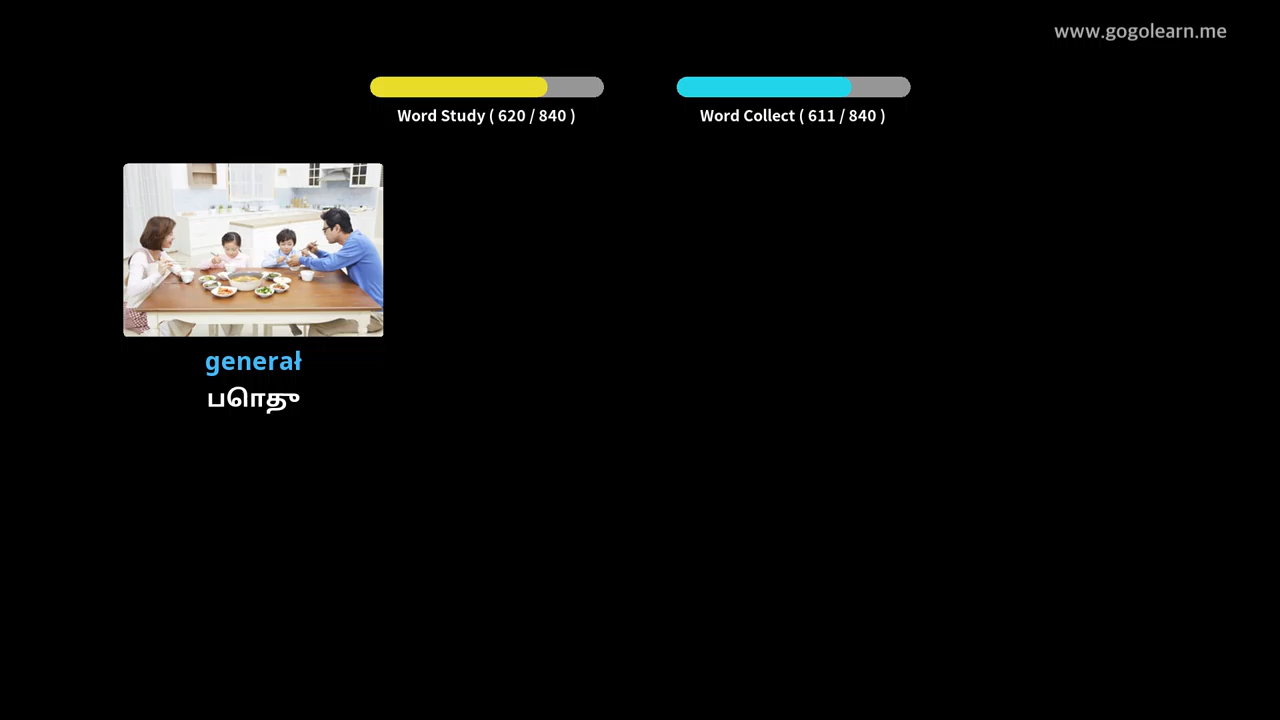 www.gogolearn.me
Word Study ( 620 / 840 )
Word Collect ( 611 / 840 )
generał
பொது